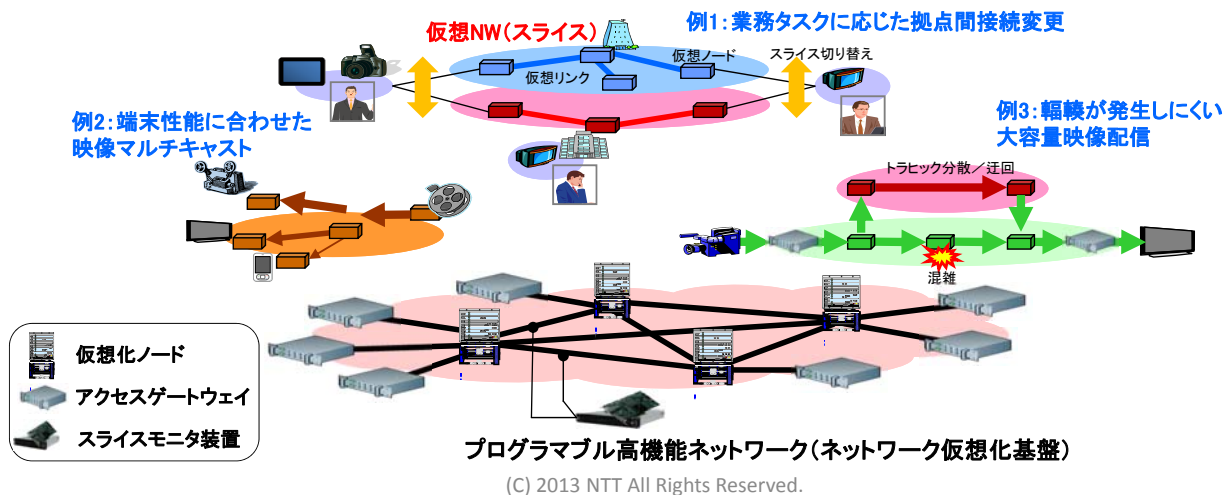 仮想NW(スライス)
例1:業務タスクに応じた拠点間接続変更
仮想ノード
スライス切り替え
仮想リンク
例2:端末性能に合わせた
映像マルチキャスト
例3:輻輳が発生しにくい
大容量映像配信
トラヒック分散/迂回
混雑
仮想化ノード
アクセスゲートウェイ
スライスモニタ装置
プログラマブル高機能ネットワーク(ネットワーク仮想化基盤)
(C) 2013 NTT All Rights Reserved.